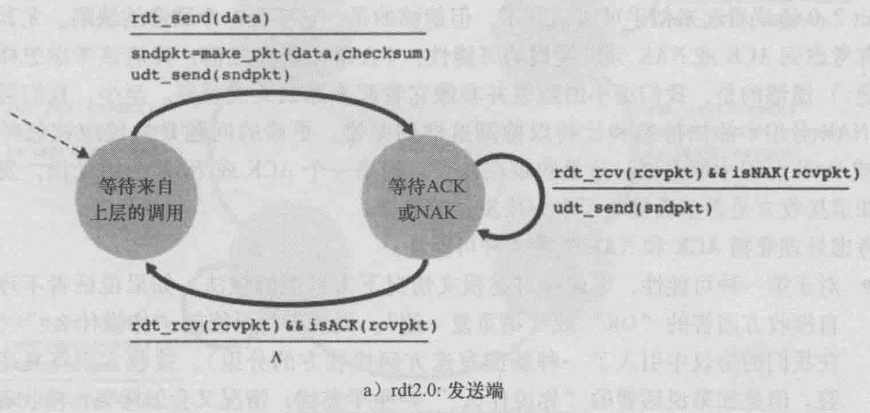 rdt_send(data)
sndpkt=make_pkt(data,checksum)
udt_send(sndpkt)
等待来自
上层的调用
等待ACK
或NAK
rdt_rcv(rcvpkt)&&isNAK(rcvpkt)
udt_send(sndpkt)
rdt_rcv(rcvpkt)&&isACK(rcvpkt)
Λ
a）rdt2.0: 发送端